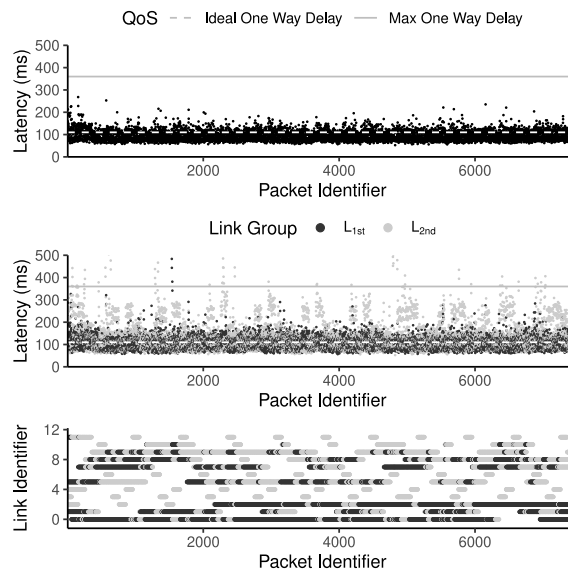 QoS Ideal One Way Delay Max One Way Delay
500
400
300
200
100
0
Latency (ms)
2000 4000 6000
Packet Identifier
Link Group L1st L2nd
500
400
300
200
100
0
Latency (ms)
2000 4000 6000
Packet Identifier
12
8
4
0
Link Identifier
2000 4000 6000
Packet Identifier